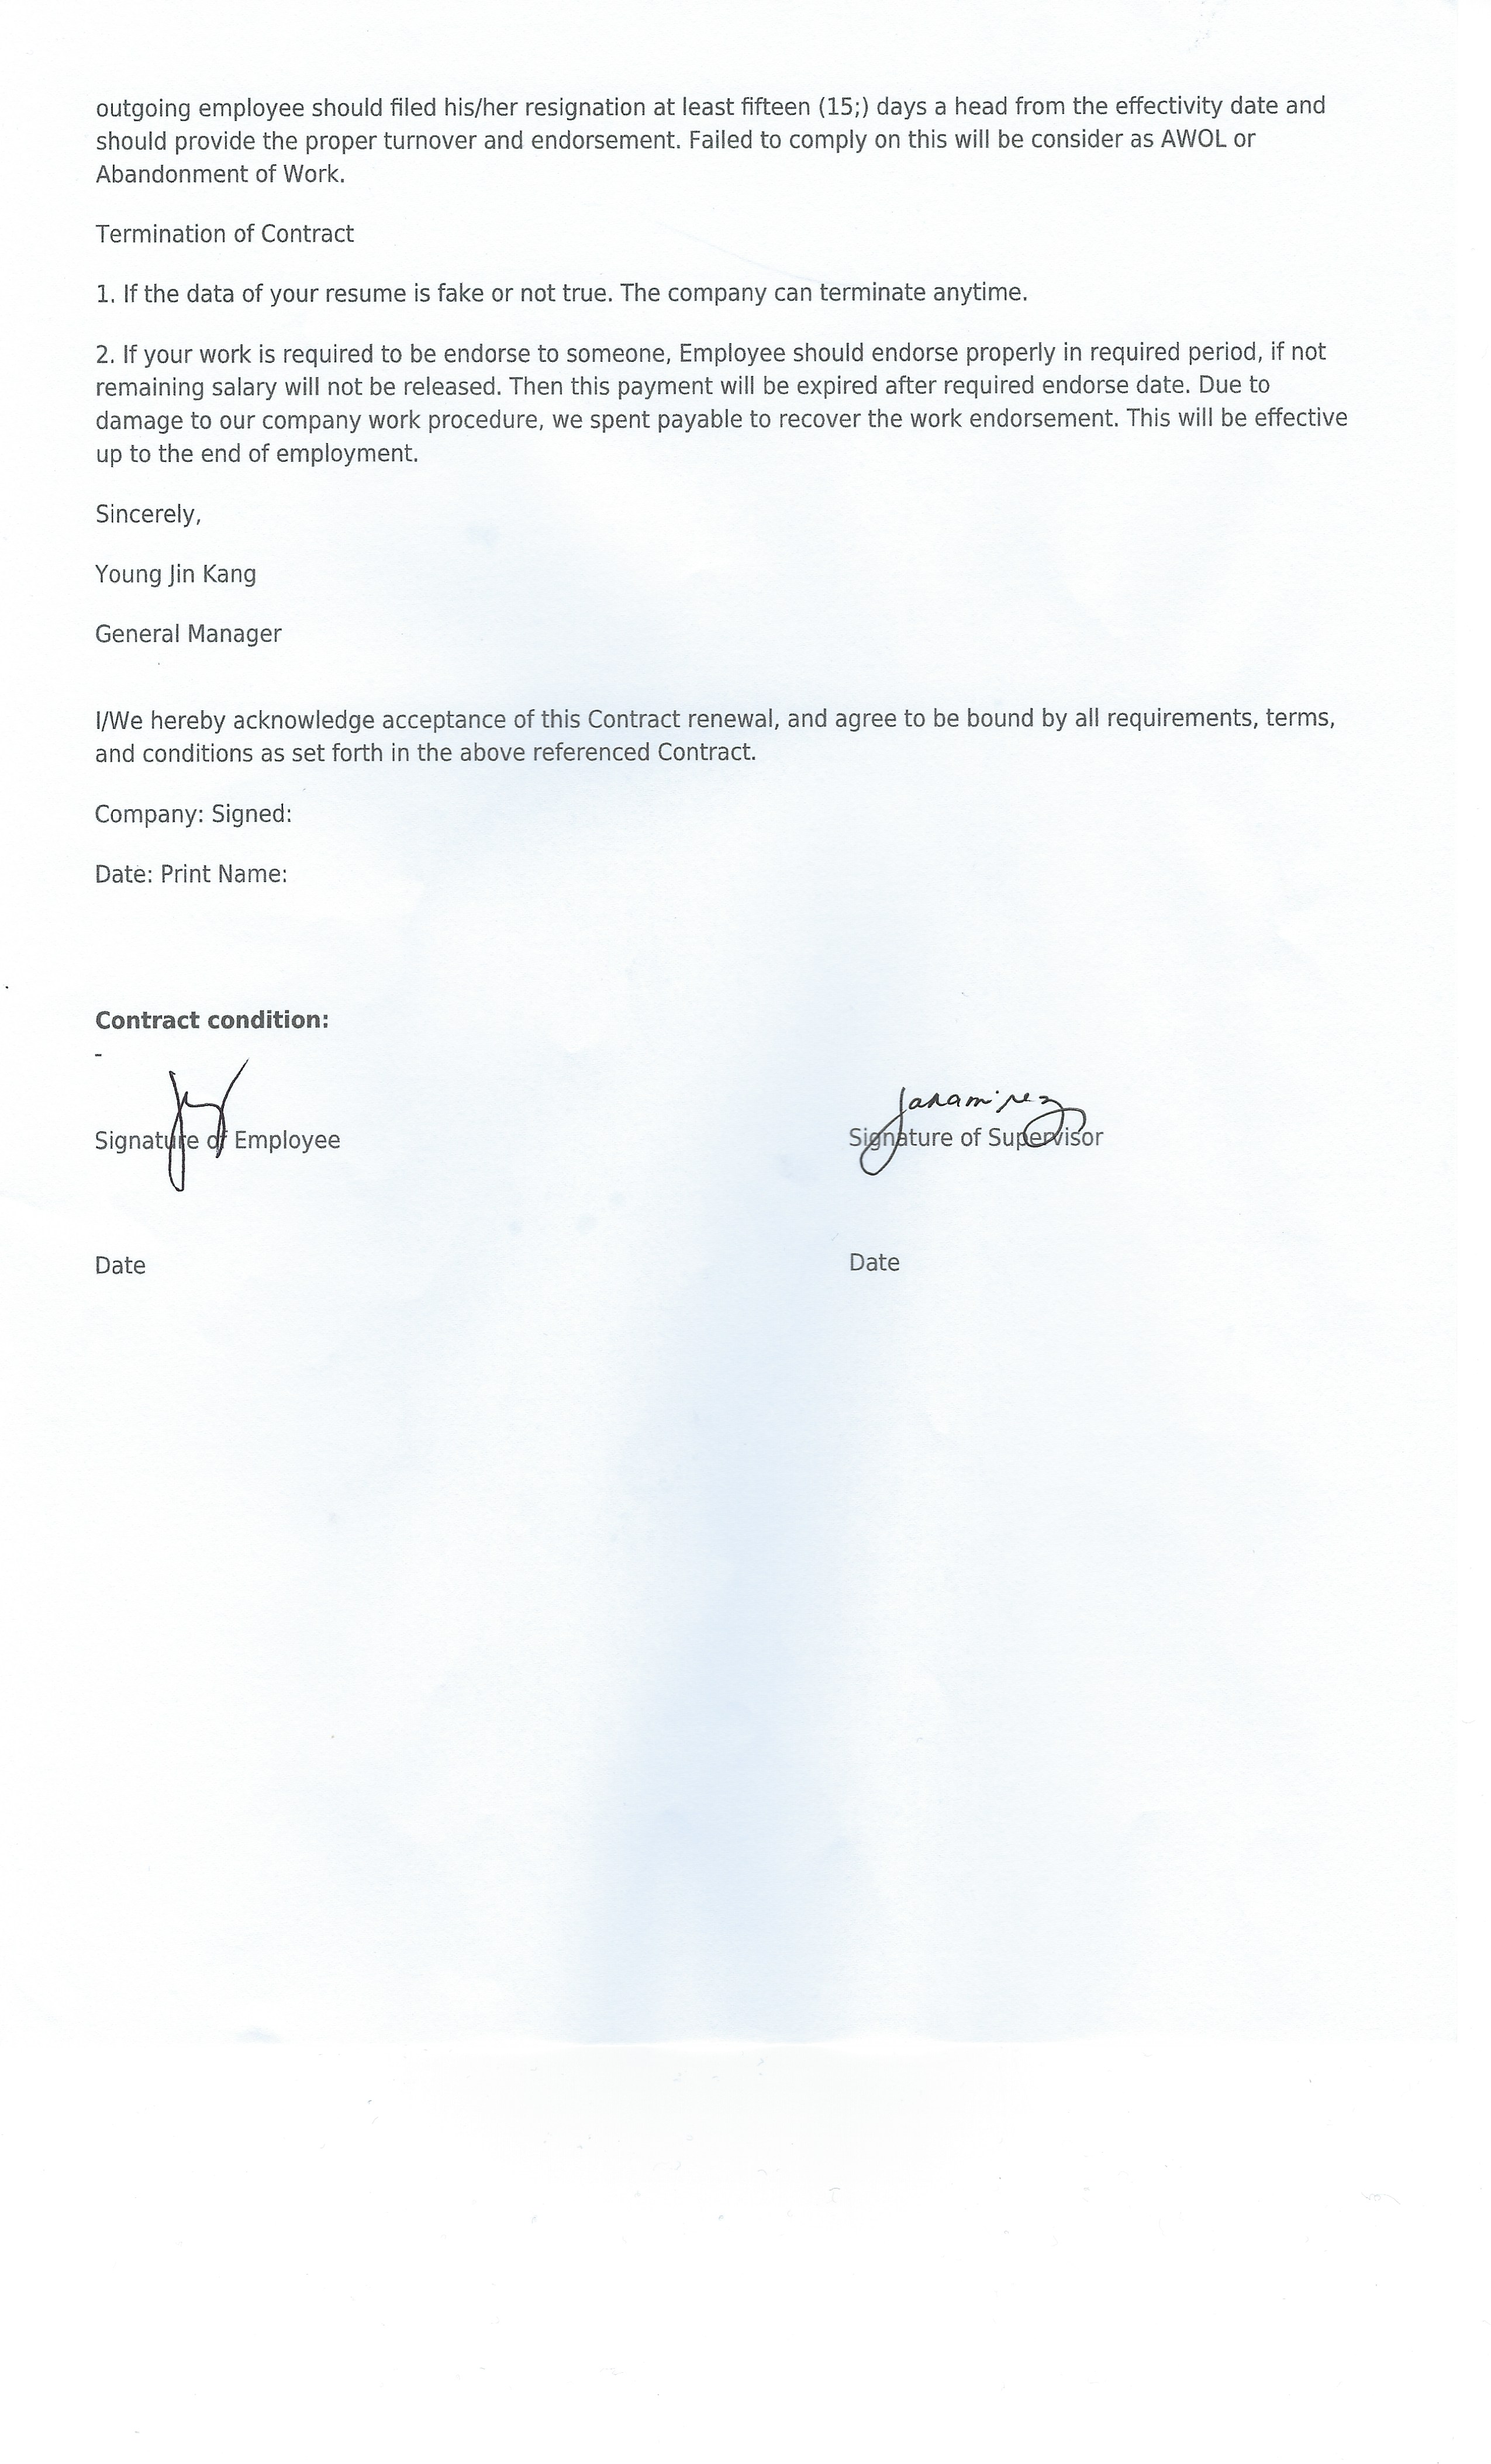 outgoing employee should filed his/her resignation at least fifteen (15;) days a head from the effectivity date and
should provide the proper turnover and endorsement. Failed to comply on this will be consider as AWOL or
Abandonment of Work.
Termination of Contract
1. If the data of your resume is fake or not true. The company can terminate anytime.
2. If your work is required to be endorse to someone, Employee should endorse properly in required period, if not
remaining salary will not be released. Then this payment will be expired after required endorse date. Due to
damage to our company work procedure, we spent payable to recover the work endorsement. This will be effective
up to the end of employment.
Sincerely,
Young Jin Kang
General Manager
I/We hereby acknowledge acceptance of this Contract renewal, and agree to be bound by all requirements, terms,
and conditions as set forth in the above referenced Contract.
Company: Signed:
Date: Print Name:
Contract condition:
-
Signature of Employee
Signature of Supervisor
Date
Date